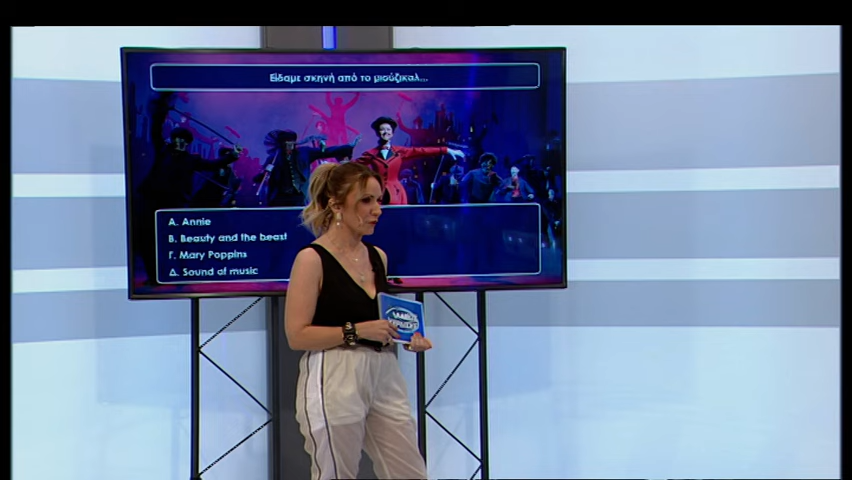 Είδαμε σκηνή από το μιούζικαλ...
Α. Annie
Β. Beauty and the beast
Γ. Mary Poppins
Δ. Sound of music